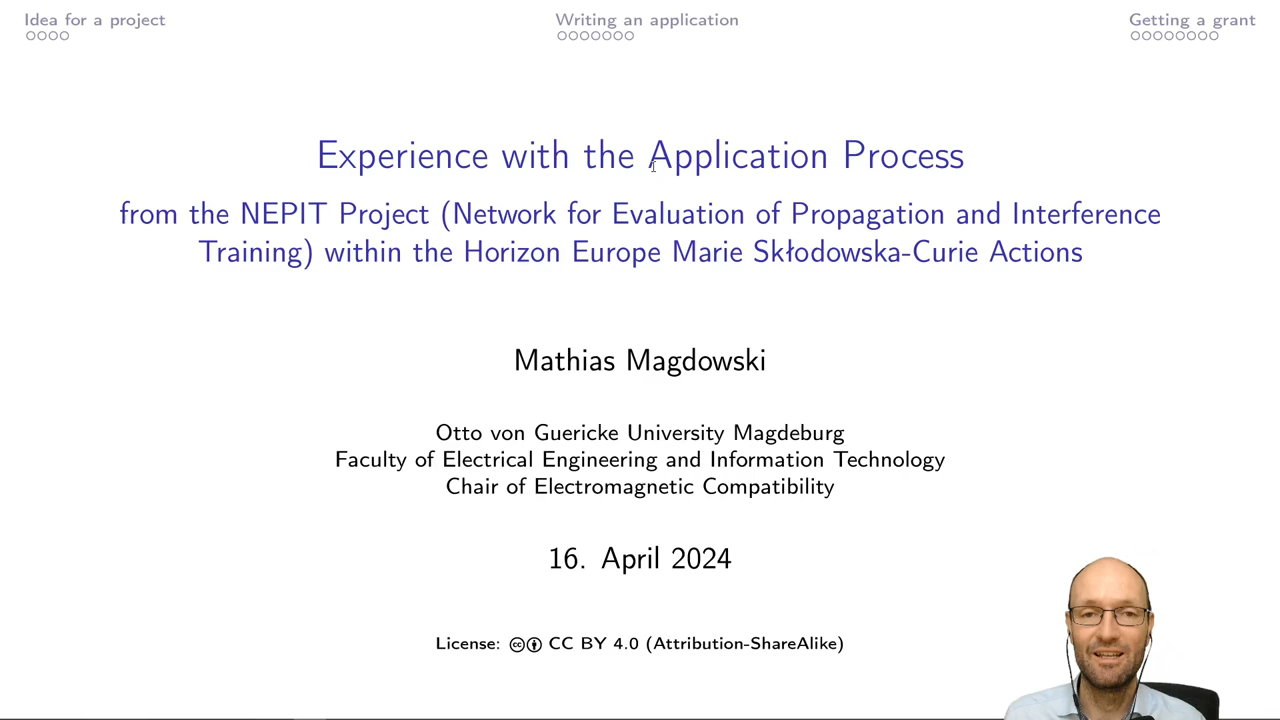 Idea for a project
Writing an application
Getting a grant
Experience with the Application Process
from the NEPIT Project (Network for Evaluation of Propagation and Interference
Training) within the Horizon Europe Marie Skłodowska-Curie Actions
Mathias Magdowski
Otto von Guericke University Magdeburg
Faculty of Electrical Engineering and Information Technology
Chair of Electromagnetic Compatibility
16. April 2024
License: CC BY 4.0 (Attribution-ShareAlike)